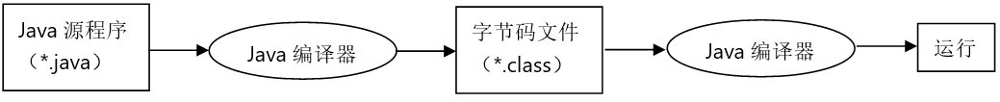 Java 源程序
（*.java）
Java 编译器
字节码文件
（*.class）
Java 编译器
运行